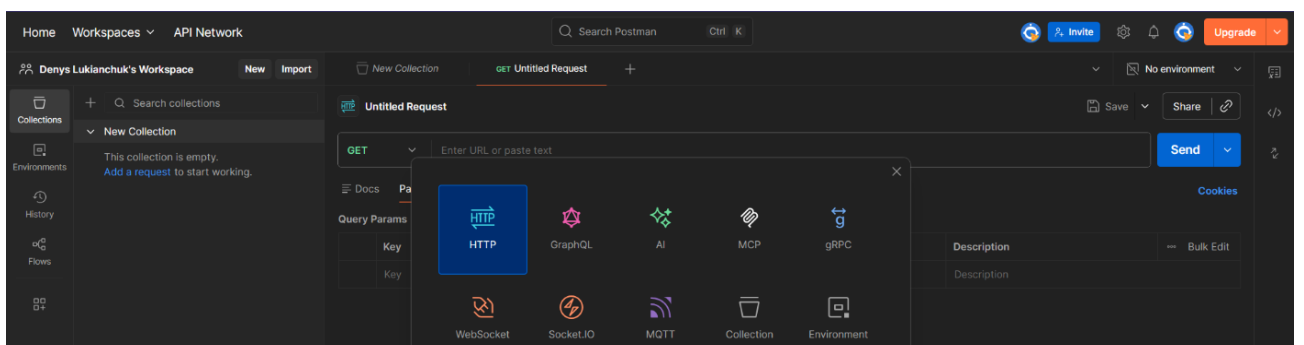 Home Workspaces API Network Search Postman Ctrl K Invite Upgrade
Denys Lukianchuk's Workspace New Import New Collection GET Untitled Request No environment
Collections Search collections HTTP Untitled Request Save Share
New Collection
Environments This collection is empty. GET Enter URL or paste text Send
Add a request to start working.
History Docs Pa Cookies
Query Params
Flows Key Description Bulk Edit
Key Description
HTTP g
HTTP GraphQL AI MCP gRPC
WebSocket Socket.IO MQTT Collection Environment